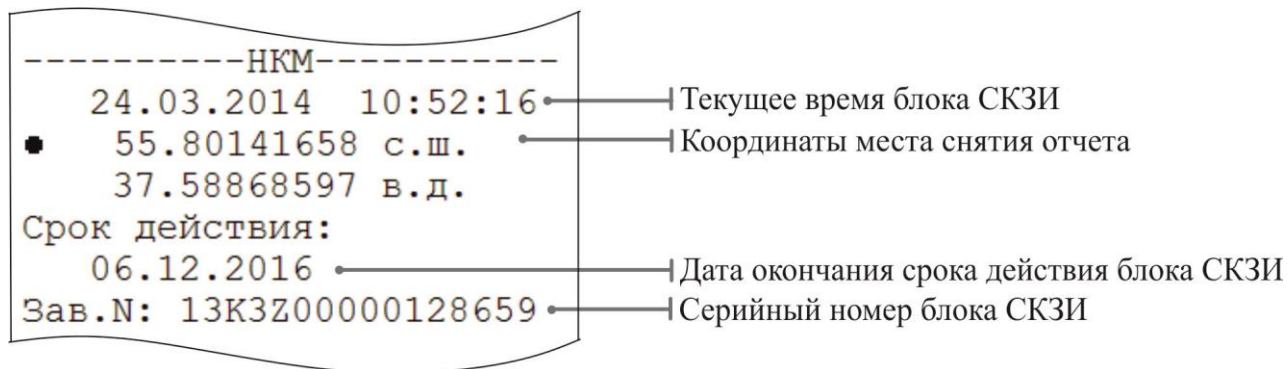 ----------НКМ-----------
24.03.2014 10:52:16
Текущее время блока СКЗИ
● 55.80141658 с.ш.
Координаты места снятия отчета
37.58868597 в.д.
Срок действия:
06.12.2016
Дата окончания срока действия блока СКЗИ
Зав.N: 13K3Z00000128659
Серийный номер блока СКЗИ